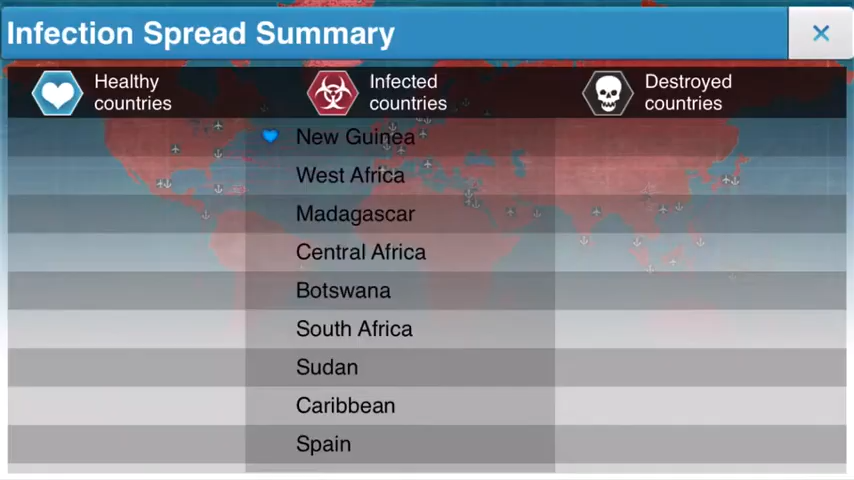 Infection Spread Summary
Healthy
countries
Infected
countries
Destroyed
countries
New Guinea
West Africa
Madagascar
Central Africa
Botswana
South Africa
Sudan
Caribbean
Spain